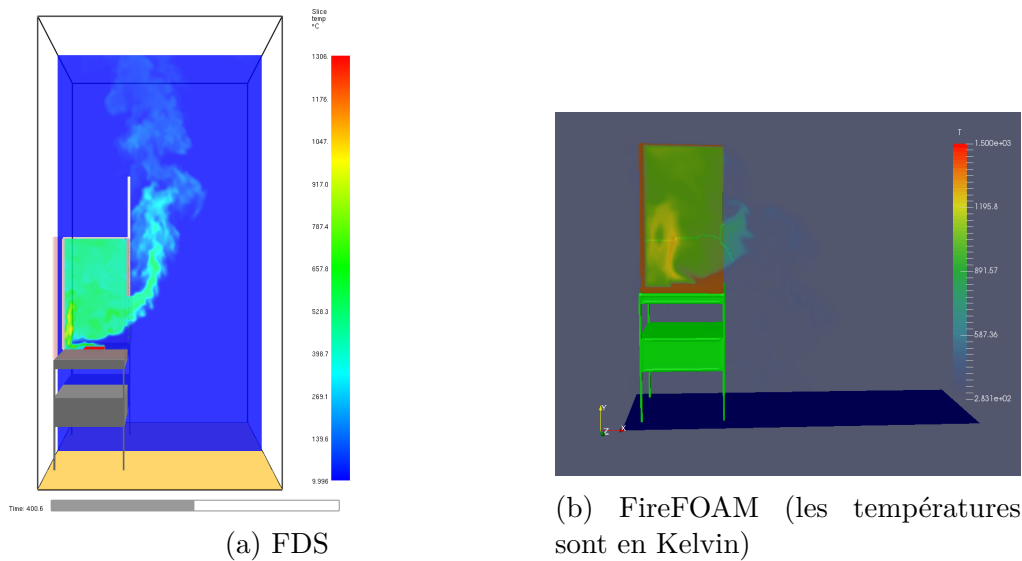 Slice
temp
°C
1306.
1176.
1047.
917.0
787.4
657.8
528.3
398.7
269.1
139.6
9.996
Time: 400.6
(a) FDS
T
1.500e+03
1195.8
891.57
587.36
2.831e+02
Y
Z X
(b) FireFOAM (les températures
sont en Kelvin)